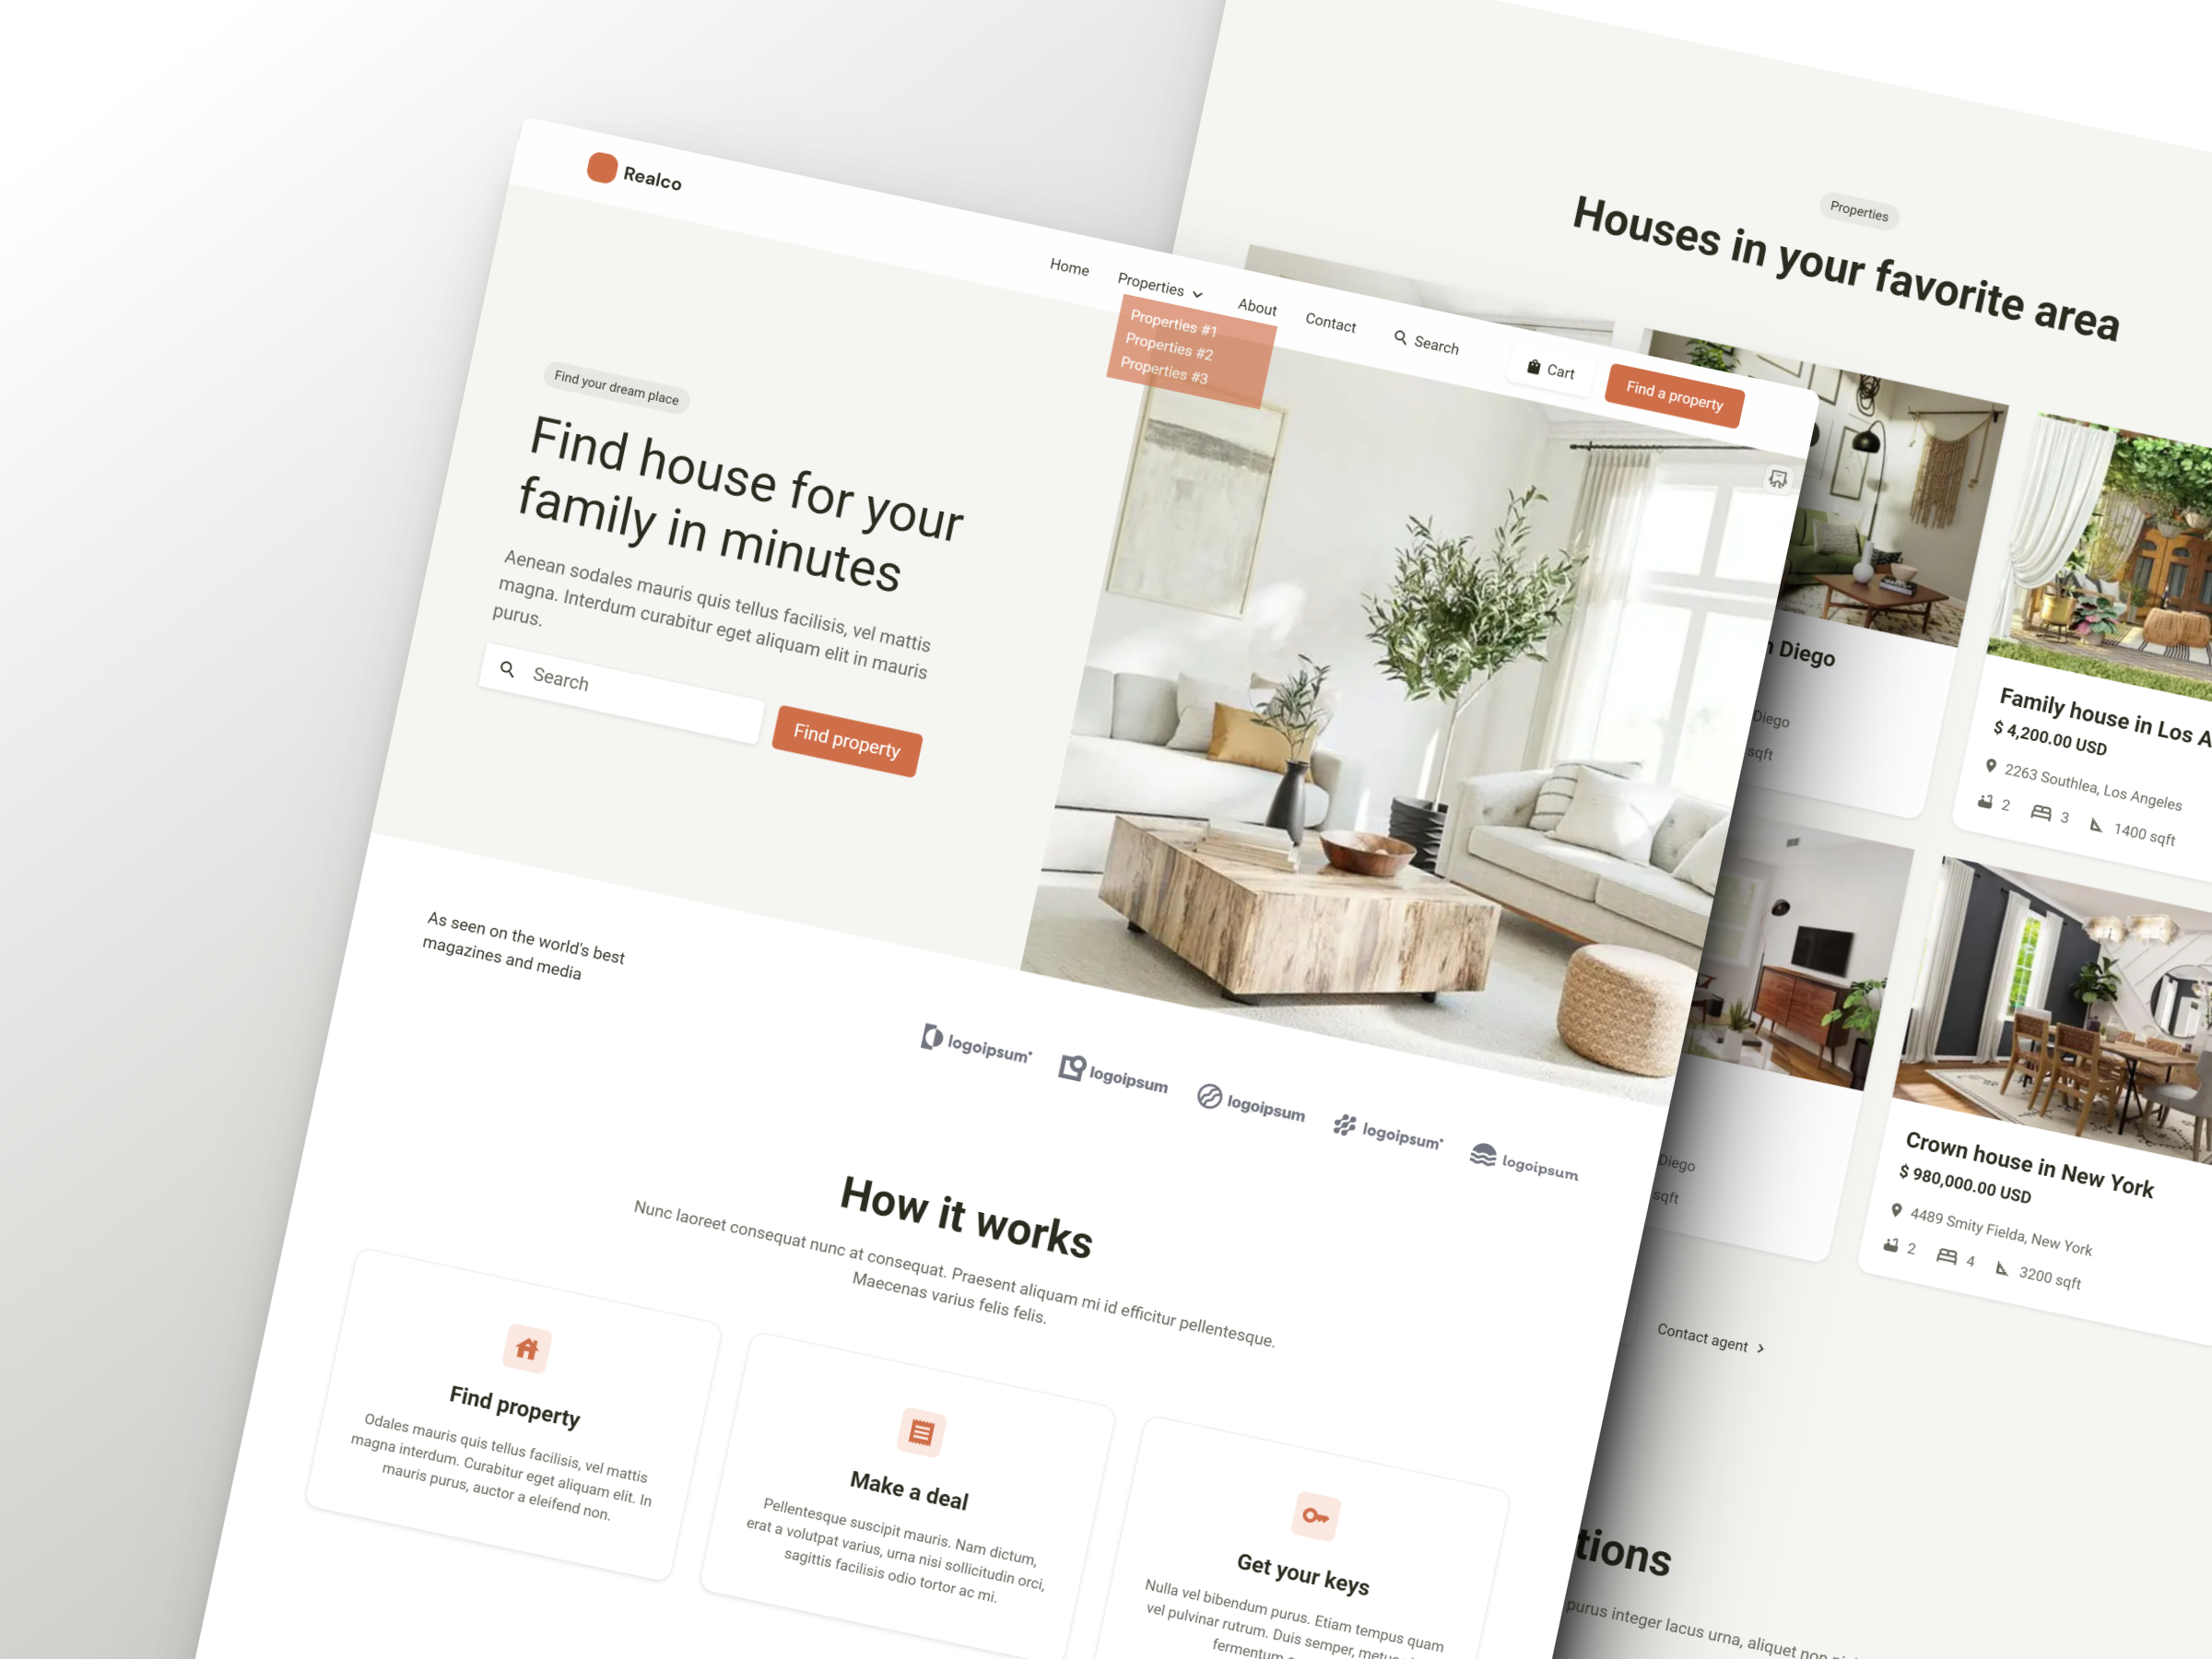 Realco
Home
Properties
About
Contact
Search
Cart
Find a property
Properties #1
Properties #2
Properties #3
Find your dream place
Find house for your
family in minutes
Aenean sodales mauris quis tellus facilisis, vel mattis
magna. Interdum curabitur eget aliquam elit in mauris
purus.
Search
Find property
As seen on the world's best
magazines and media
logoipsum
logoipsum
logoipsum
logoipsum
logoipsum
How it works
Nunc laoreet consequat nunc at consequat. Praesent aliquam mi id efficitur pellentesque.
Maecenas varius felis felis.
Find property
Odales mauris quis tellus facilisis, vel mattis
magna interdum. Curabitur eget aliquam elit. In
mauris purus, auctor a eleifend non.
Make a deal
Pellentesque suscipit mauris. Nam dictum,
erat a volutpat varius, urna nisi sollicitudin orci,
sagittis facilisis odio tortor ac mi.
Get your keys
Nulla vel bibendum purus. Etiam tempus quam
vel pulvinar rutrum. Duis semper,
Properties
Houses in your favorite area
Diego
Diego
sqft
Family house in Los
$ 4,200.00 USD
2263 Southlea, Los Angeles
2
3
1400 sqft
Diego
sqft
Crown house in New York
$ 980,000.00 USD
4489 Smity Fielda, New York
2
4
3200 sqft
Contact agent
tions
purus integer lacus urna, aliquet non